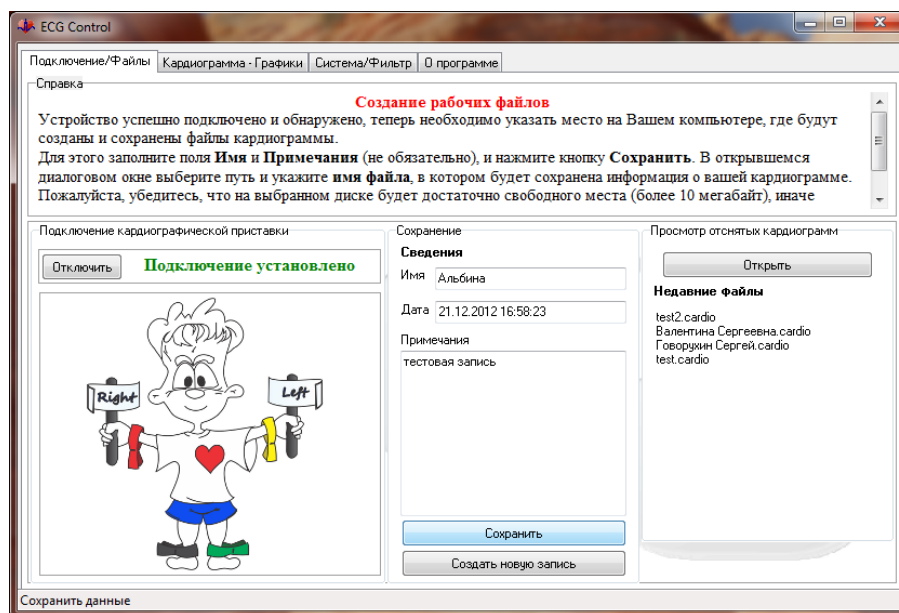 ECG Control
Подключение/Файлы
Кардиограмма - Графики
Система/Фильтр
О программе
Справка
Создание рабочих файлов
Устройство успешно подключено и обнаружено, теперь необходимо указать место на Вашем компьютере, где будут
созданы и сохранены файлы кардиограммы.
Для этого заполните поля Имя и Примечания (не обязательно), и нажмите кнопку Сохранить. В открывшемся
диалоговом окне выберите путь и укажите имя файла, в котором будет сохранена информация о вашей кардиограмме.
Пожалуйста, убедитесь, что на выбранном диске будет достаточно свободного места (более 10 мегабайт), иначе
Подключение кардиографической приставки
Отключить
Подключение установлено
Right
Left
Сохранение
Сведения
Имя Альбина
Дата 21.12.2012 16:58:23
Примечания
тестовая запись
Сохранить
Создать новую запись
Просмотр отснятых кардиограмм
Открыть
Недавние файлы
test2.cardio
Валентина Сергеевна.cardio
Говорухин Сергей.cardio
test.cardio
Сохранить данные